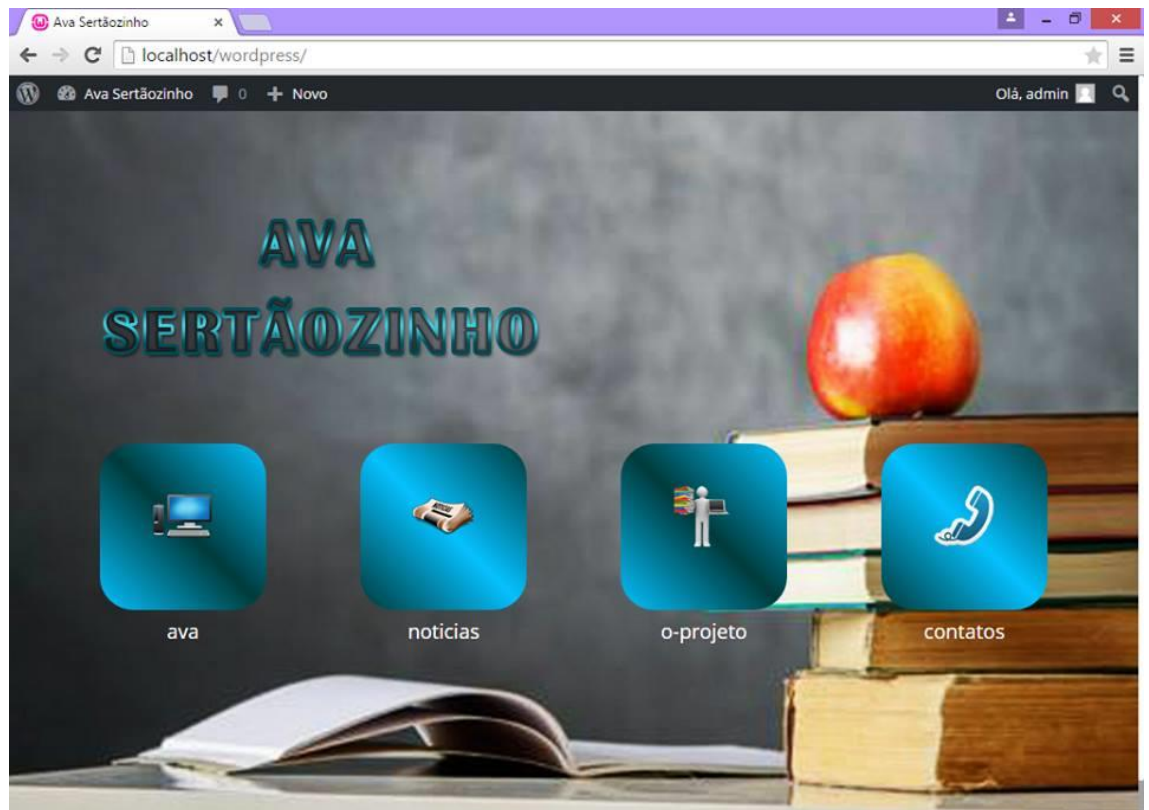 Ava Sertãozinho
localhost/wordpress/
Ava Sertãozinho 0 + Novo Olá, admin
AVA
SERTÃOZINHO
ava noticias o-projeto contatos